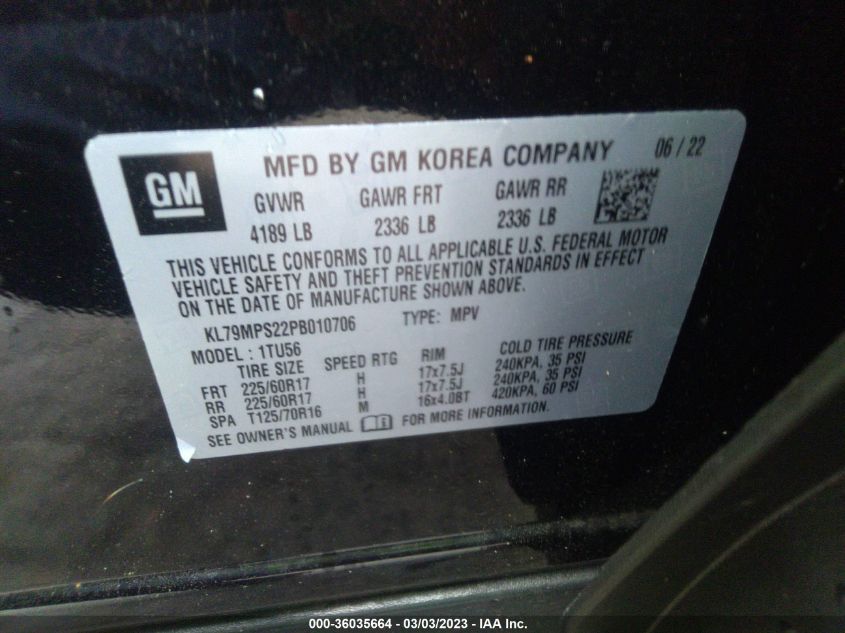 GM
MFD BY GM KOREA COMPANY 06 / 22
GVWR GAWR FRT GAWR RR
4189 LB 2336 LB 2336 LB
THIS VEHICLE CONFORMS TO ALL APPLICABLE U.S. FEDERAL MOTOR
VEHICLE SAFETY AND THEFT PREVENTION STANDARDS IN EFFECT
ON THE DATE OF MANUFACTURE SHOWN ABOVE.
KL79MPS22PB010706 TYPE: MPV
MODEL : 1TU56
TIRE SIZE SPEED RTG RIM COLD TIRE PRESSURE
FRT 225/60R17 H 17x7.5J 240KPA, 35 PSI
RR 225/60R17 H 17x7.5J 240KPA, 35 PSI
SPA T125/70R16 M 16x4.0BT 420KPA, 60 PSI
SEE OWNER'S MANUAL i FOR MORE INFORMATION.
000-36035664 - 03/03/2023 - IAA Inc.